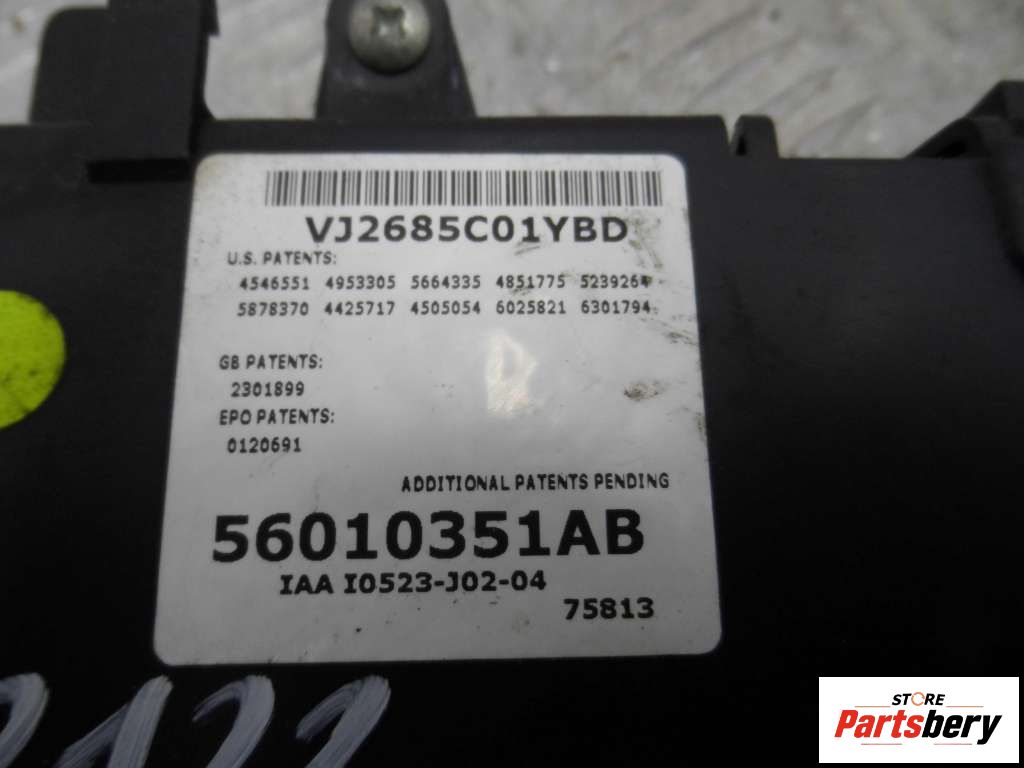 VJ2685C01YBD
U.S. PATENTS:
4546551 4953305 5664335 4851775 5239264
5878370 4425717 4505054 6025821 6301794
GB PATENTS:
2301899
EPO PATENTS:
0120691
ADDITIONAL PATENTS PENDING
56010351AB
IAA I0523-J02-04
75813
STORE
Partsbery